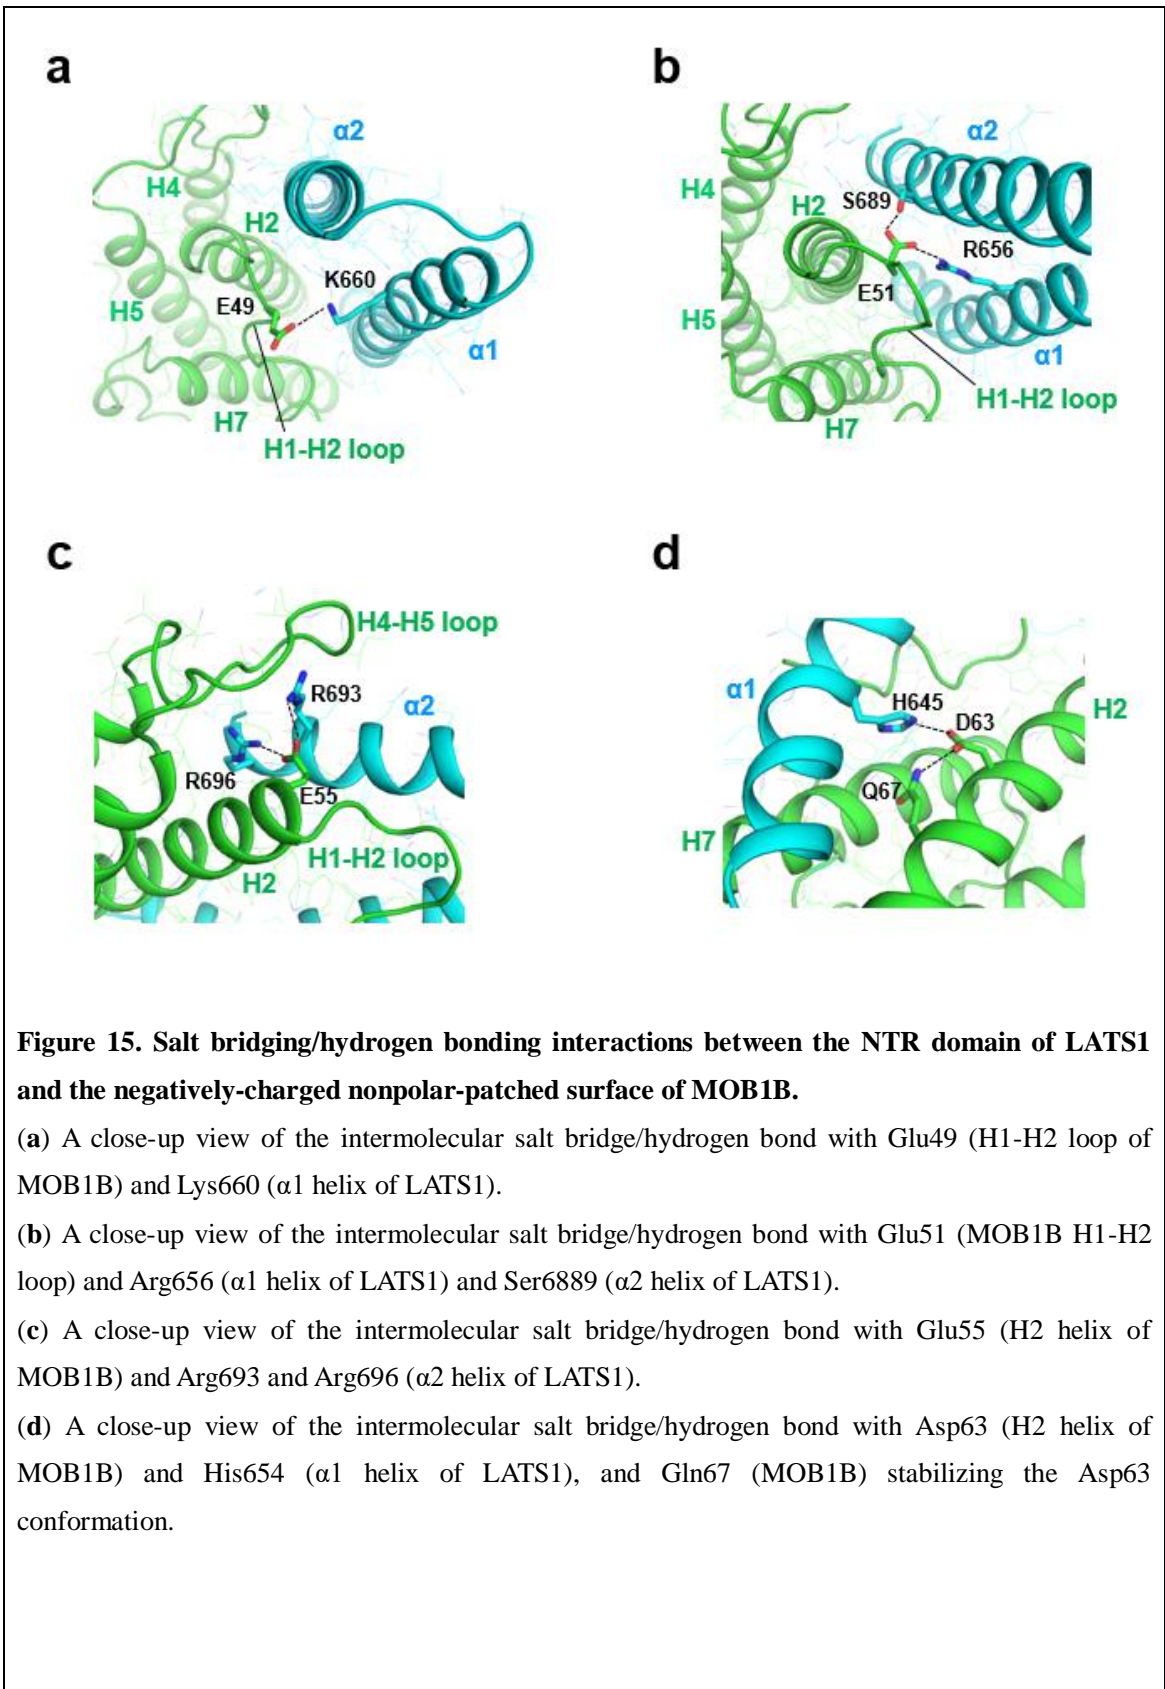 a
α2
H4
H2
K660
E49
H5
α1
H7
H1-H2 loop
b
α2
H4
S689
H2
R656
E51
H5
α1
H1-H2 loop
H7
c
H4-H5 loop
R693
α2
R696
E55
H1-H2 loop
H2
d
α1
H645
D63
H2
Q67
H7
Figure 15. Salt bridging/hydrogen bonding interactions between the NTR domain of LATS1
and the negatively-charged nonpolar-patched surface of MOB1B.
(a) A close-up view of the intermolecular salt bridge/hydrogen bond with Glu49 (H1-H2 loop of
MOB1B) and Lys660 (α1 helix of LATS1).
(b) A close-up view of the intermolecular salt bridge/hydrogen bond with Glu51 (MOB1B H1-H2
loop) and Arg656 (α1 helix of LATS1) and Ser6889 (α2 helix of LATS1).
(c) A close-up view of the intermolecular salt bridge/hydrogen bond with Glu55 (H2 helix of
MOB1B) and Arg693 and Arg696 (α2 helix of LATS1).
(d) A close-up view of the intermolecular salt bridge/hydrogen bond with Asp63 (H2 helix of
MOB1B) and His654 (α1 helix of LATS1), and Gln67 (MOB1B) stabilizing the Asp63
conformation.